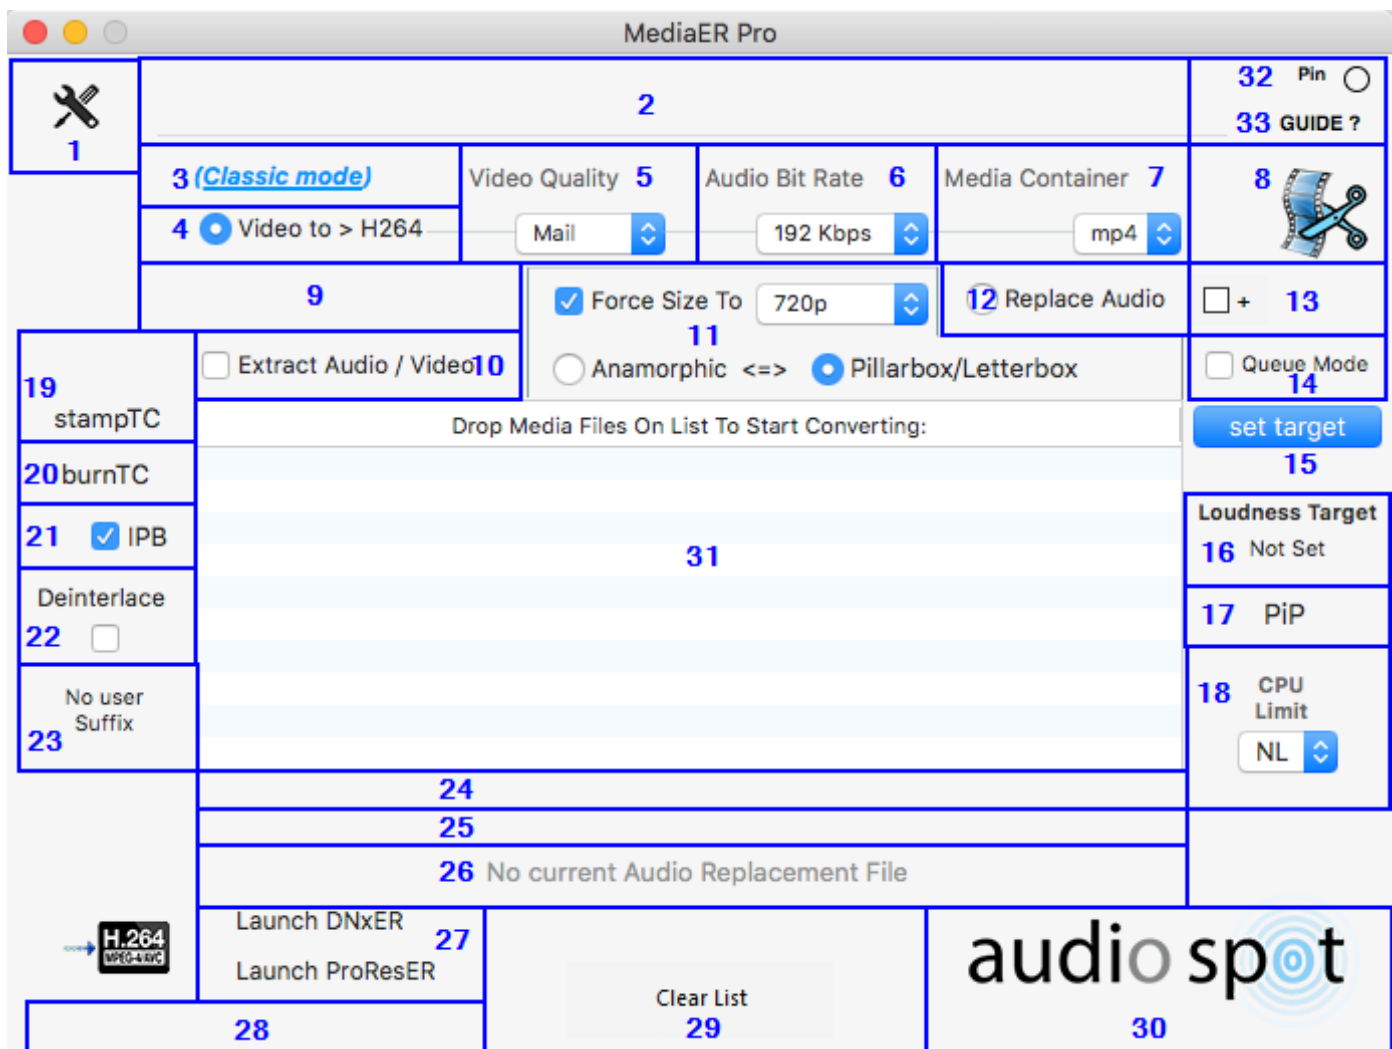 MediaER Pro
32 Pin
2
33 GUIDE ?
1
3 (Classic mode)
Video Quality 5
Audio Bit Rate 6
Media Container 7
8
4 Video to > H264
Mail
192 Kbps
mp4
9
Force Size To 720p
12 Replace Audio
+ 13
11
Extract Audio / Video 10
Anamorphic <=> Pillarbox/Letterbox
Queue Mode
14
19
stampTC
Drop Media Files On List To Start Converting:
set target
15
20 burnTC
Loudness Target
16 Not Set
21 IPB
31
Deinterlace
22
17 PiP
No user
Suffix
23
18 CPU
Limit
NL
24
25
26 No current Audio Replacement File
H.264
MPEG-4/AVC
Launch DNxER
27
Launch ProResER
audio spot
Clear List
28
29
30